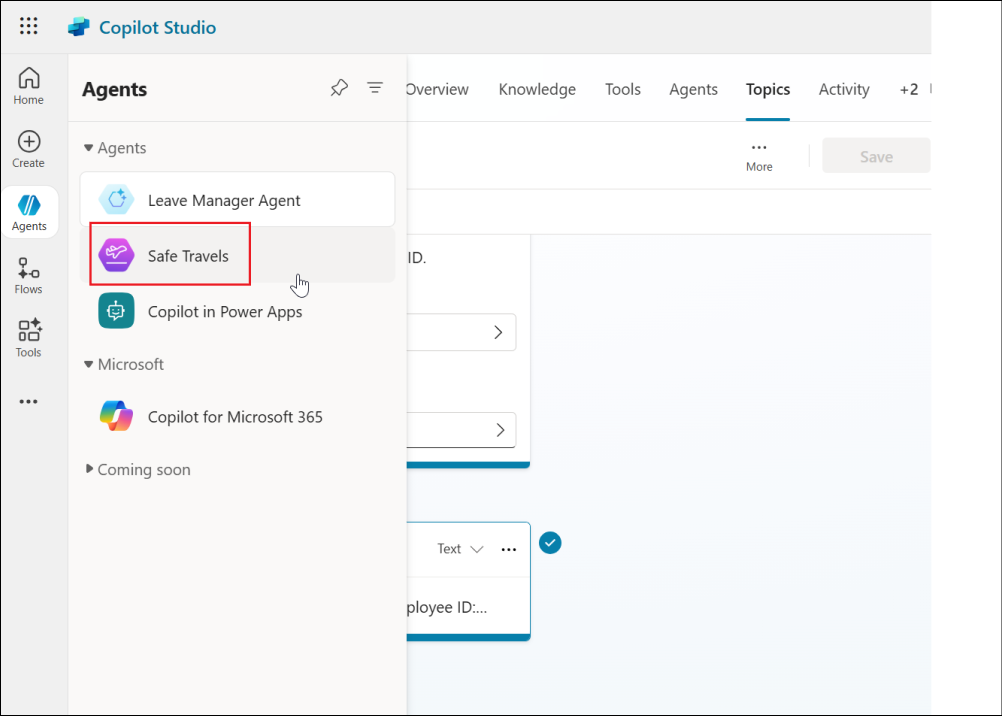 Copilot Studio
Home
Create
Agents
Flows
Tools
Agents
Agents
Leave Manager Agent
Safe Travels
Copilot in Power Apps
Microsoft
Copilot for Microsoft 365
Coming soon
Overview Knowledge Tools Agents Topics Activity +2
More Save
ID.
Text
ployee ID:...